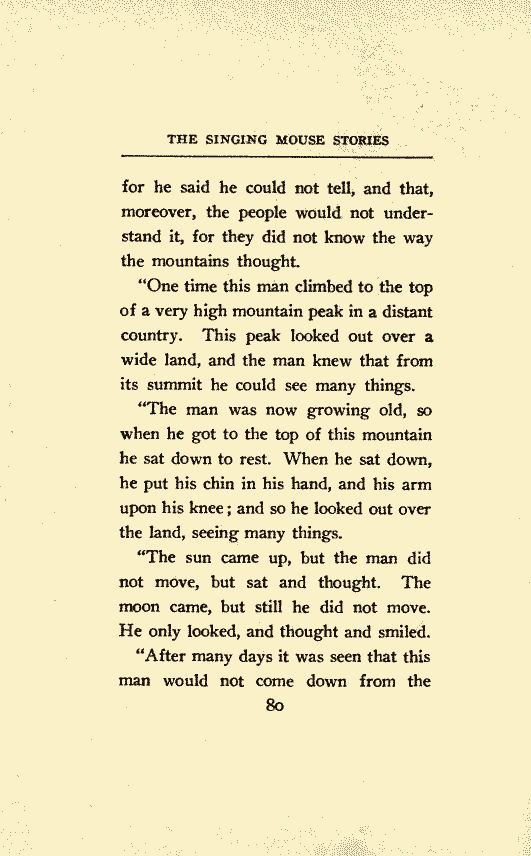 THE SINGING MOUSE STORIES
for he said he could not tell, and that,
moreover, the people would not under-
stand it, for they did not know the way
the mountains thought.
“One time this man climbed to the top
of a very high mountain peak in a distant
country. This peak looked out over a
wide land, and the man knew that from
its summit he could see many things.
“The man was now growing old, so
when he got to the top of this mountain
he sat down to rest. When he sat down,
he put his chin in his hand, and his arm
upon his knee; and so he looked out over
the land, seeing many things.
“The sun came up, but the man did
not move, but sat and thought. The
moon came, but still he did not move.
He only looked, and thought and smiled.
“After many days it was seen that this
man would not come down from the
80